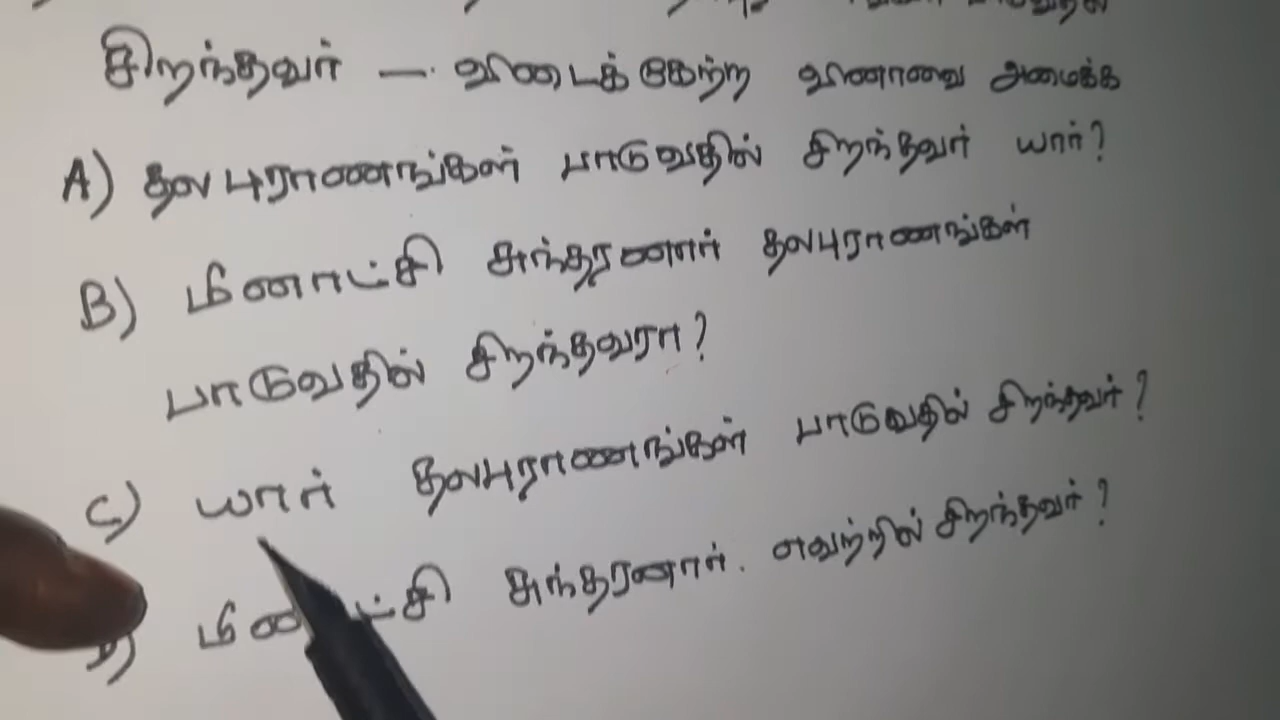 சிறந்தவர் — விடைக்கேற்ற வினாவை அமைக்க
A) தலபுராணங்கள் பாடுவதில் சிறந்தவர் யார்?
B) மீனாட்சி சுந்தரனார் தலபுராணங்கள்
பாடுவதில் சிறந்தவரா?
C) யார் தலபுராணங்கள் பாடுவதில் சிறந்தவர்?
சுந்தரனார். எவற்றில் சிறந்தவர்?